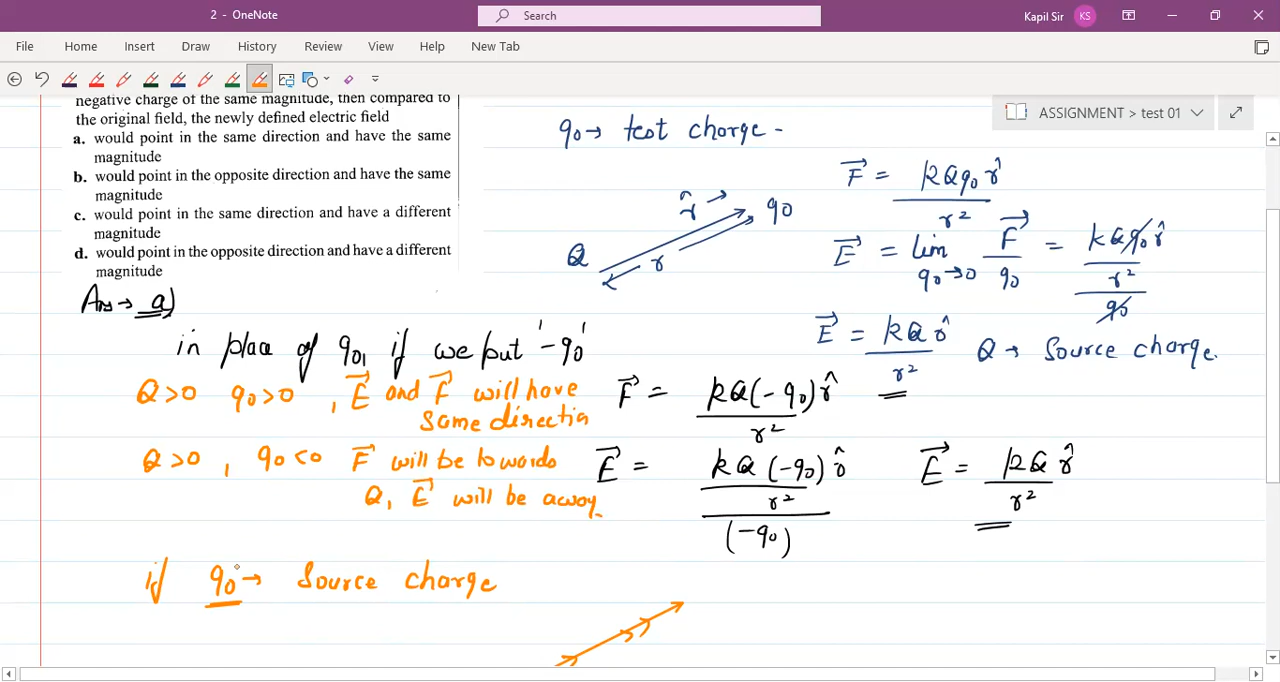 2 - OneNote
Search
Kapil Sir
KS
File Home Insert Draw History Review View Help New Tab
ASSIGNMENT > test 01
negative charge of the same magnitude, then compared to
the original field, the newly defined electric field
a. would point in the same direction and have the same
magnitude
b. would point in the opposite direction and have the same
magnitude
c. would point in the same direction and have a different
magnitude
d. would point in the opposite direction and have a different
magnitude
q0 → test charge -
r̂ →
q0
Q
r
F⃗ = kQq0 r̂ / r²
E⃗ = lim q0→0 F⃗ / q0 = kQq0 r̂ / r² / q0
E⃗ = kQ r̂ / r²
Q → Source charge.
Ans → a)
in place of q0, if we put '-q0'
Q>0 q0>0, E⃗ and F⃗ will have
same direction
F⃗ = kQ(-q0) r̂ / r²
Q>0, q0<0 F⃗ will be towards
Q, E⃗ will be away
E⃗ = kQ(-q0) r̂ / r² / (-q0)
E⃗ = kQ r̂ / r²
if q0 → Source charge